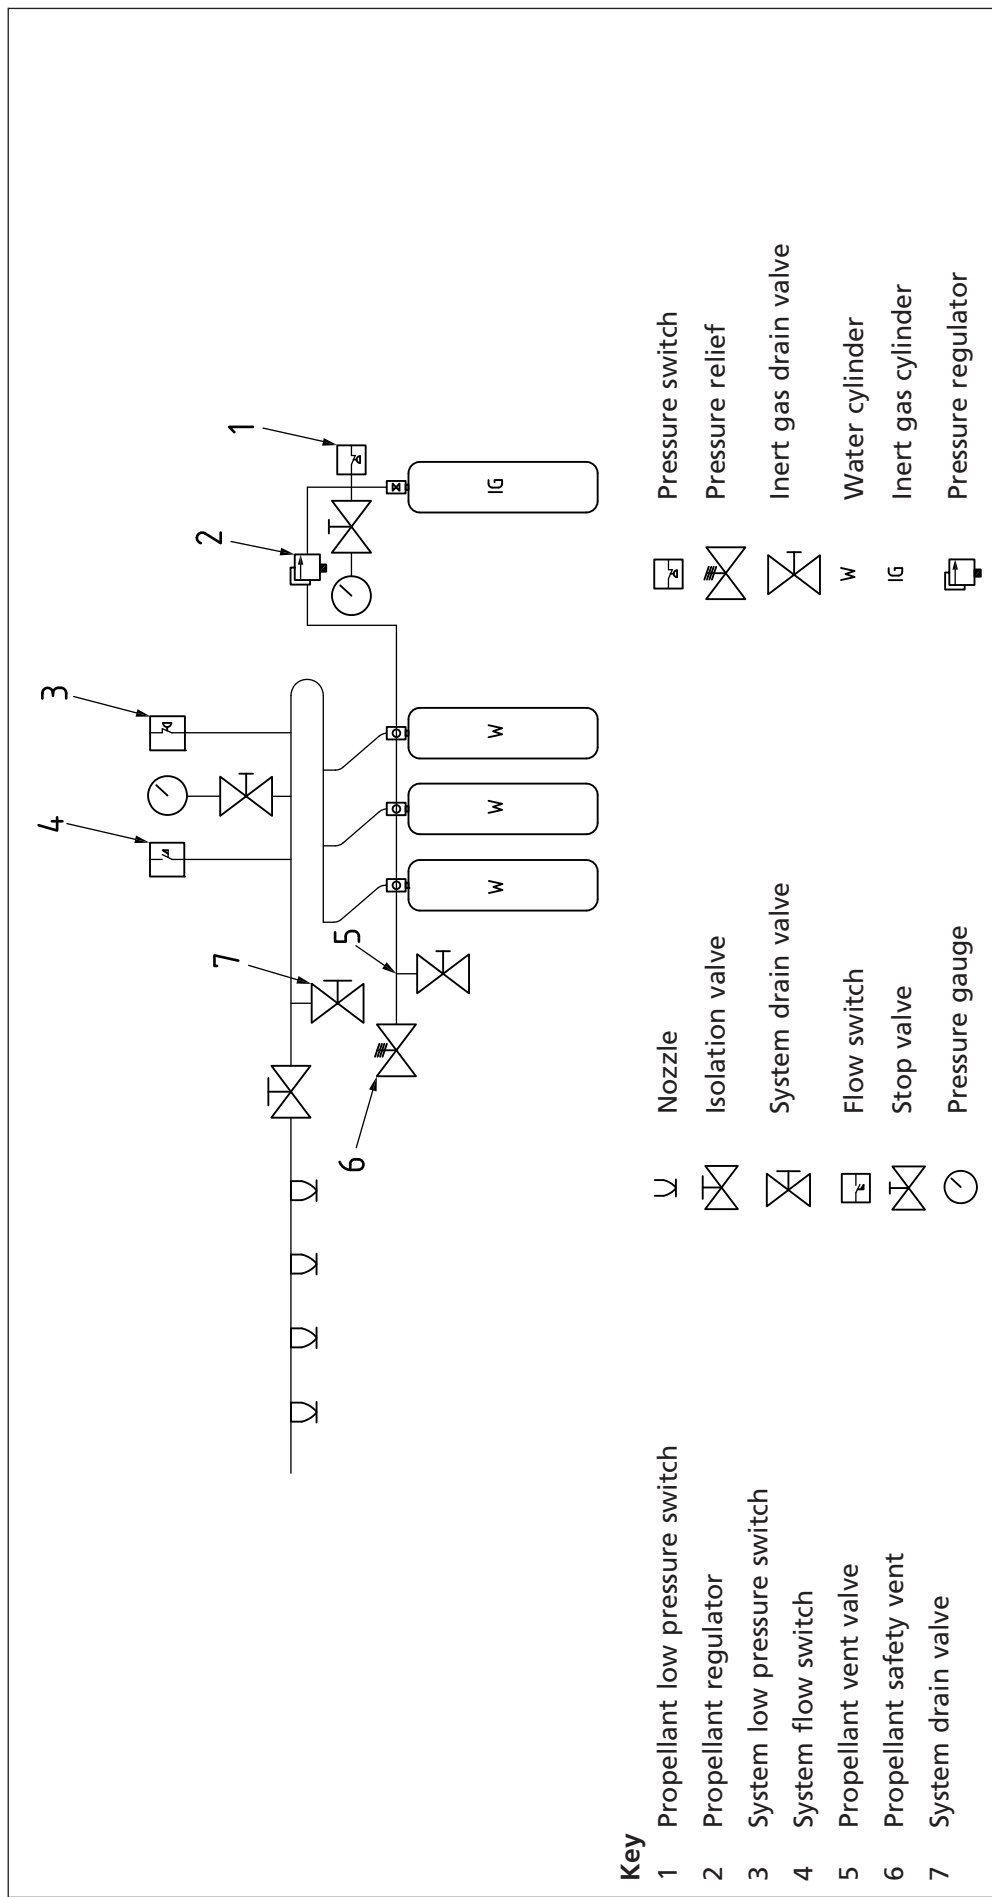 4
3
2
1
7
5
6
IG
W
W
W
Key
1 Propellant low pressure switch
2 Propellant regulator
3 System low pressure switch
4 System flow switch
5 Propellant vent valve
6 Propellant safety vent
7 System drain valve
Nozzle
Isolation valve
System drain valve
Flow switch
Stop valve
Pressure gauge
Pressure switch
Pressure relief
Inert gas drain valve
W Water cylinder
IG Inert gas cylinder
Pressure regulator